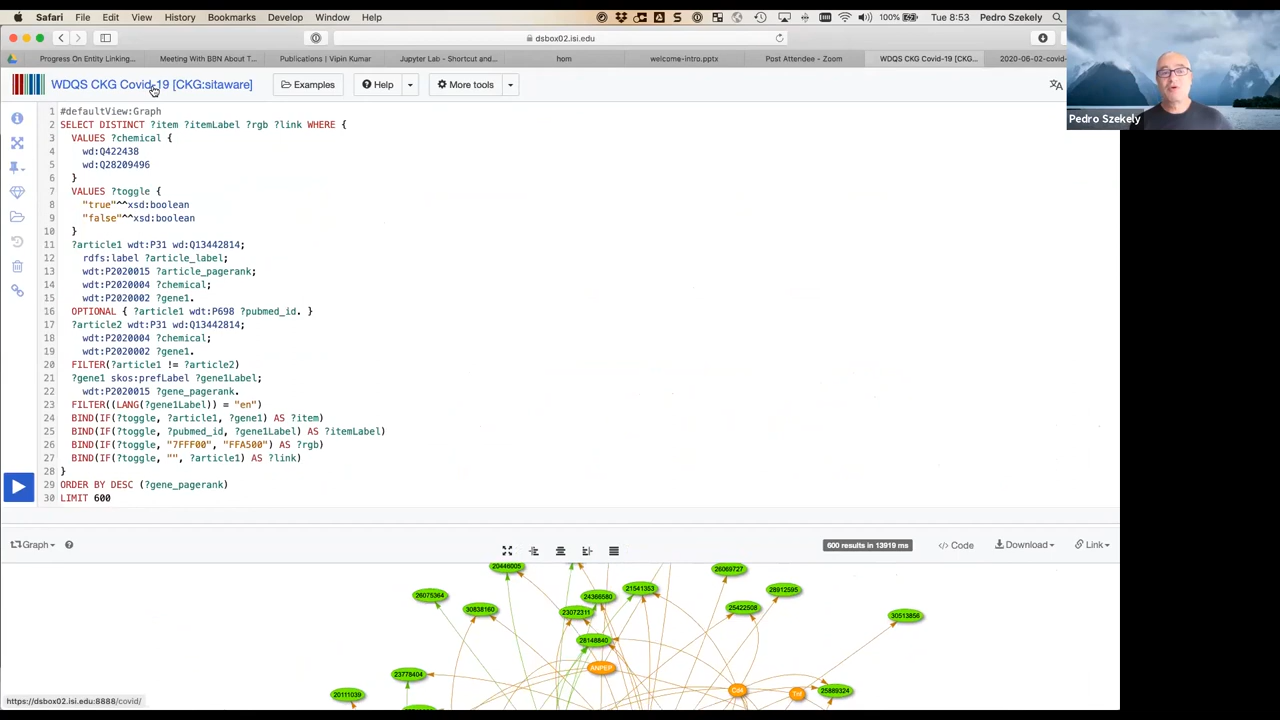 Safari File Edit View History Bookmarks Develop Window Help 100% Tue 8:53 Pedro Szekely
dsbox02.isi.edu
Progress On Entity Linking... Meeting With BBN About T... Publications | Vipin Kumar Jupyter Lab - Shortcut and... hom welcome-intro.pptx Post Attendee - Zoom WDQS CKG Covid-19 [CKG:... 2020-06-02-covid-
WDQS CKG Covid-19 [CKG:sitaware] Examples Help More tools
Pedro Szekely
1 #defaultView:Graph
2 SELECT DISTINCT ?item ?itemLabel ?rgb ?link WHERE {
3 VALUES ?chemical {
4 wd:Q422438
5 wd:Q28209496
6 }
7 VALUES ?toggle {
8 "true"^^xsd:boolean
9 "false"^^xsd:boolean
10 }
11 ?article1 wdt:P31 wd:Q13442814;
12 rdfs:label ?article_label;
13 wdt:P2020015 ?article_pagerank;
14 wdt:P2020004 ?chemical;
15 wdt:P2020002 ?gene1.
16 OPTIONAL { ?article1 wdt:P698 ?pubmed_id. }
17 ?article2 wdt:P31 wd:Q13442814;
18 wdt:P2020004 ?chemical;
19 wdt:P2020002 ?gene1.
20 FILTER(?article1 != ?article2)
21 ?gene1 skos:prefLabel ?gene1Label;
22 wdt:P2020015 ?gene_pagerank.
23 FILTER((LANG(?gene1Label)) = "en")
24 BIND(IF(?toggle, ?article1, ?gene1) AS ?item)
25 BIND(IF(?toggle, ?pubmed_id, ?gene1Label) AS ?itemLabel)
26 BIND(IF(?toggle, "7FFF00", "FFA500") AS ?rgb)
27 BIND(IF(?toggle, "", ?article1) AS ?link)
28 }
29 ORDER BY DESC (?gene_pagerank)
30 LIMIT 600
Graph 600 results in 13919 ms Code Download Link
20446005 26069727
26075364 24366580 21541353 28912595
30838160 23072311 25422508 30513856
28148840
ANPEP
23778404
20111039 Tnf 25889324
https://dsbox02.isi.edu:8888/covid/